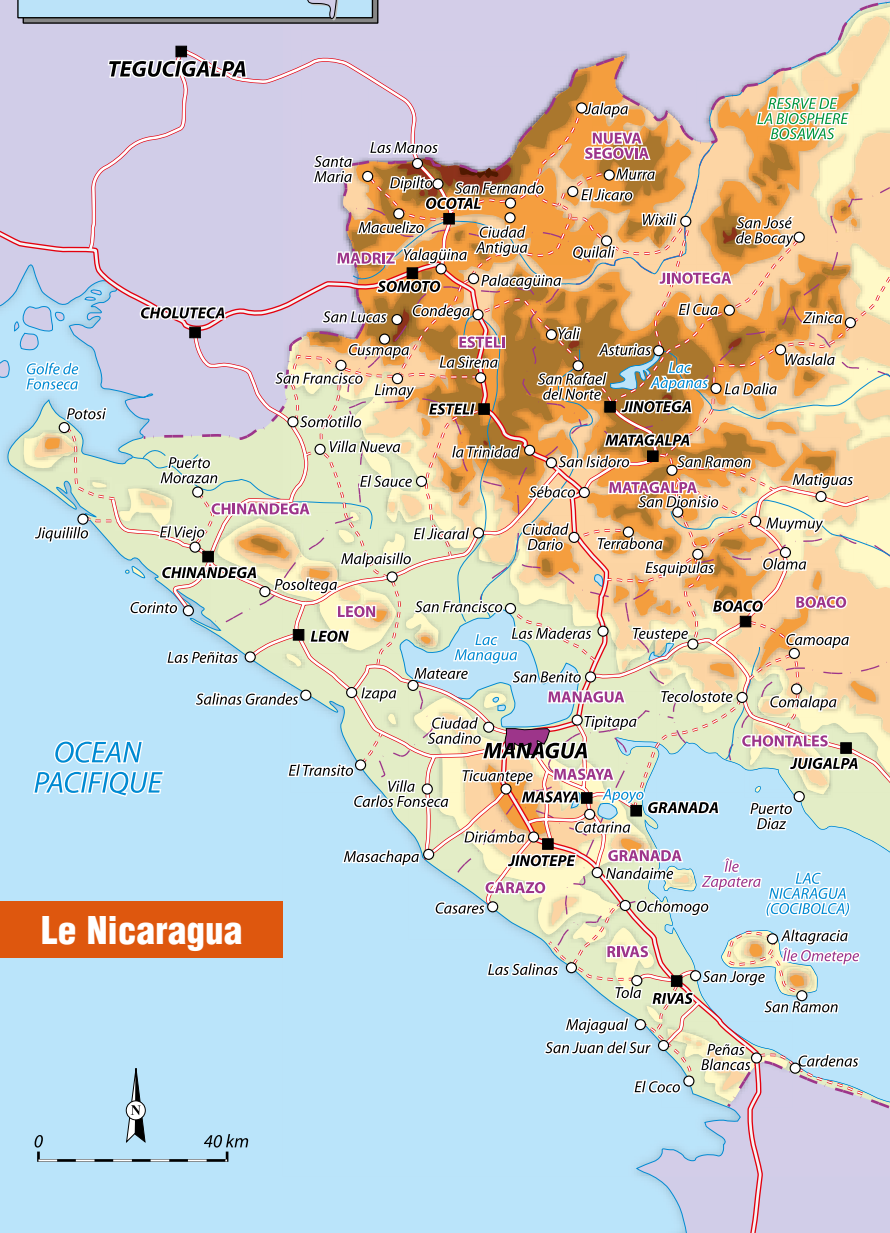 TEGUCIGALPA
Jalapa
RESRVE DE
LA BIOSPHERE
BOSAWAS
NUEVA
SEGOVIA
Las Manos
Santa
Maria
Dipilto
San Fernando
Murra
El Jicaro
OCOTAL
Macuelizo
Ciudad
Antigua
Wixili
San José
de Bocay
Quilali
MADRIZ
Yalagüina
SOMOTO
Palacagüina
JINOTEGA
CHOLUTECA
San Lucas
Condega
El Cua
Zinica
Cusmapa
ESTELI
Yali
Asturias
Waslala
La Sirena
Golfe de
Fonseca
San Francisco
Limay
San Rafael
del Norte
Lac
Aapanas
La Dalia
Potosi
Somotillo
ESTELI
JINOTEGA
Villa Nueva
la Trinidad
MATAGALPA
Puerto
Morazan
San Isidoro
San Ramon
El Sauce
Sébaco
MATAGALPA
Matiguas
San Dionisio
CHINANDEGA
Jiquilillo
El Viejo
El Jicaral
Ciudad
Dario
Terrabona
Muymuy
Malpaisillo
Esquipulas
Olama
CHINANDEGA
Posoltega
Corinto
LEON
San Francisco
BOACO
BOACO
LEON
Las Maderas
Teustepe
Camoapa
Lac
Managua
Las Peñitas
Mateare
San Benito
Salinas Grandes
Izapa
MANAGUA
Tecolostote
Comalapa
Ciudad
Sandino
Tipitapa
OCEAN
PACIFIQUE
MANAGUA
CHONTALES
JUIGALPA
El Transito
Ticuantepe
MASAYA
Villa
Carlos Fonseca
MASAYA
Apoyo
GRANADA
Puerto
Diaz
Catarina
Diriamba
Masachapa
JINOTEPE
GRANADA
Nandaime
Île
Zapatera
LAC
NICARAGUA
(COCIBOLCA)
CARAZO
Casares
Ochomogo
Le Nicaragua
Altagracia
RIVAS
Île Ometepe
Las Salinas
San Jorge
Tola
RIVAS
San Ramon
Majagual
San Juan del Sur
Peñas
Blancas
Cardenas
El Coco
N
0
40 km